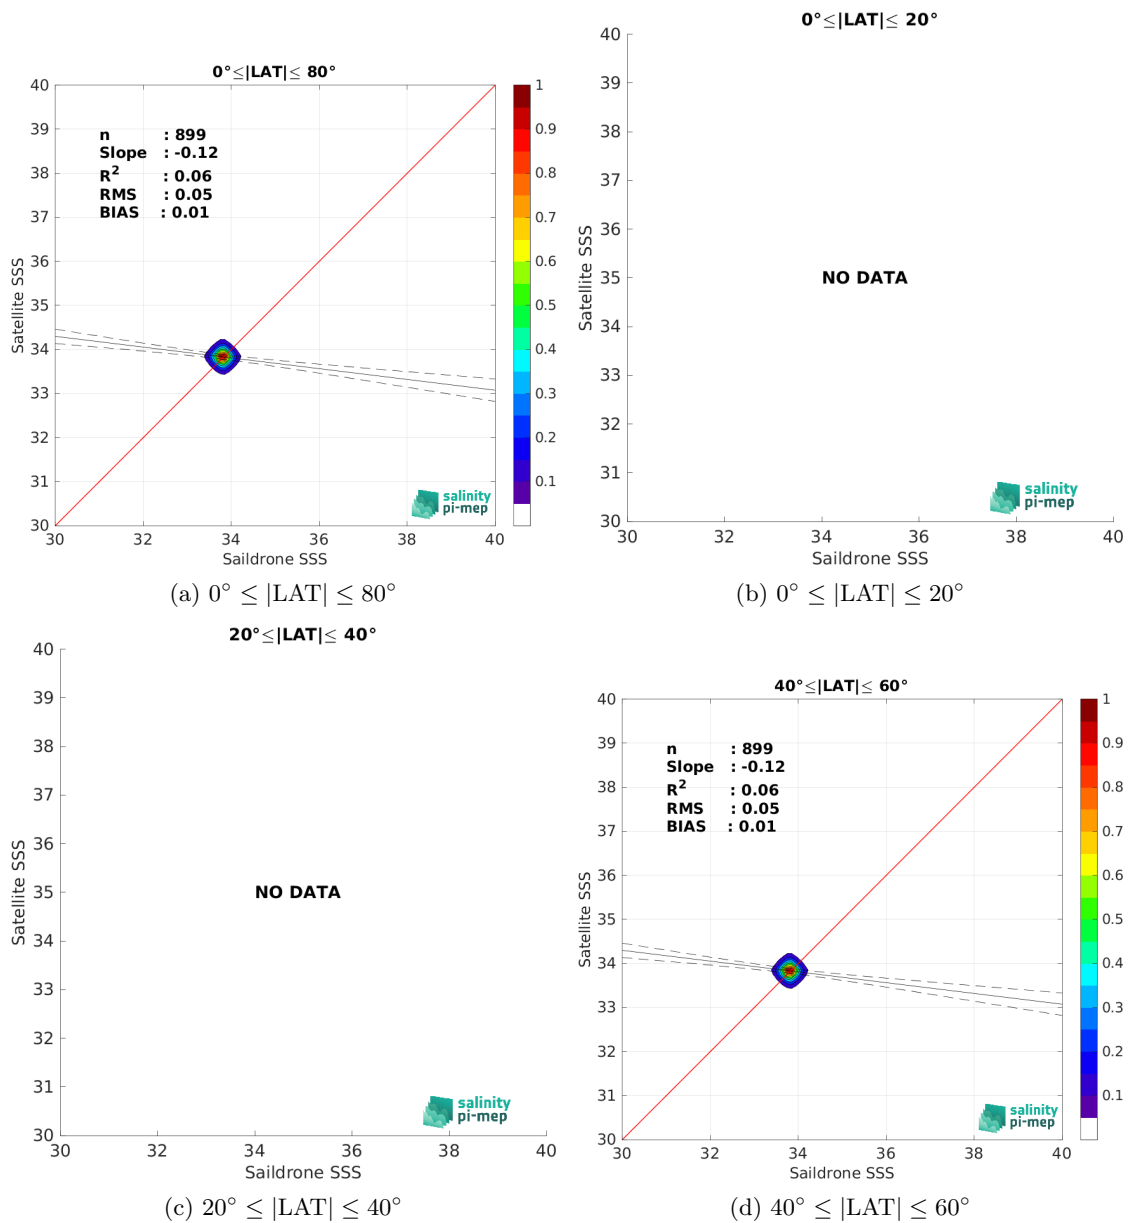 0°≤|LAT|≤ 80°
40
39
38
37
36
35
34
33
32
31
30
Satellite SSS
n : 899
Slope : -0.12
R² : 0.06
RMS : 0.05
BIAS : 0.01
salinity
pi-mep
30 32 34 36 38 40
Saildrone SSS
1
0.9
0.8
0.7
0.6
0.5
0.4
0.3
0.2
0.1
(a) 0° ≤ |LAT| ≤ 80°
0°≤|LAT|≤ 20°
40
39
38
37
36
35
34
33
32
31
30
Satellite SSS
NO DATA
salinity
pi-mep
30 32 34 36 38 40
Saildrone SSS
(b) 0° ≤ |LAT| ≤ 20°
20°≤|LAT|≤ 40°
40
39
38
37
36
35
34
33
32
31
30
Satellite SSS
NO DATA
salinity
pi-mep
30 32 34 36 38 40
Saildrone SSS
(c) 20° ≤ |LAT| ≤ 40°
40°≤|LAT|≤ 60°
40
39
38
37
36
35
34
33
32
31
30
Satellite SSS
n : 899
Slope : -0.12
R² : 0.06
RMS : 0.05
BIAS : 0.01
salinity
pi-mep
30 32 34 36 38 40
Saildrone SSS
1
0.9
0.8
0.7
0.6
0.5
0.4
0.3
0.2
0.1
(d) 40° ≤ |LAT| ≤ 60°